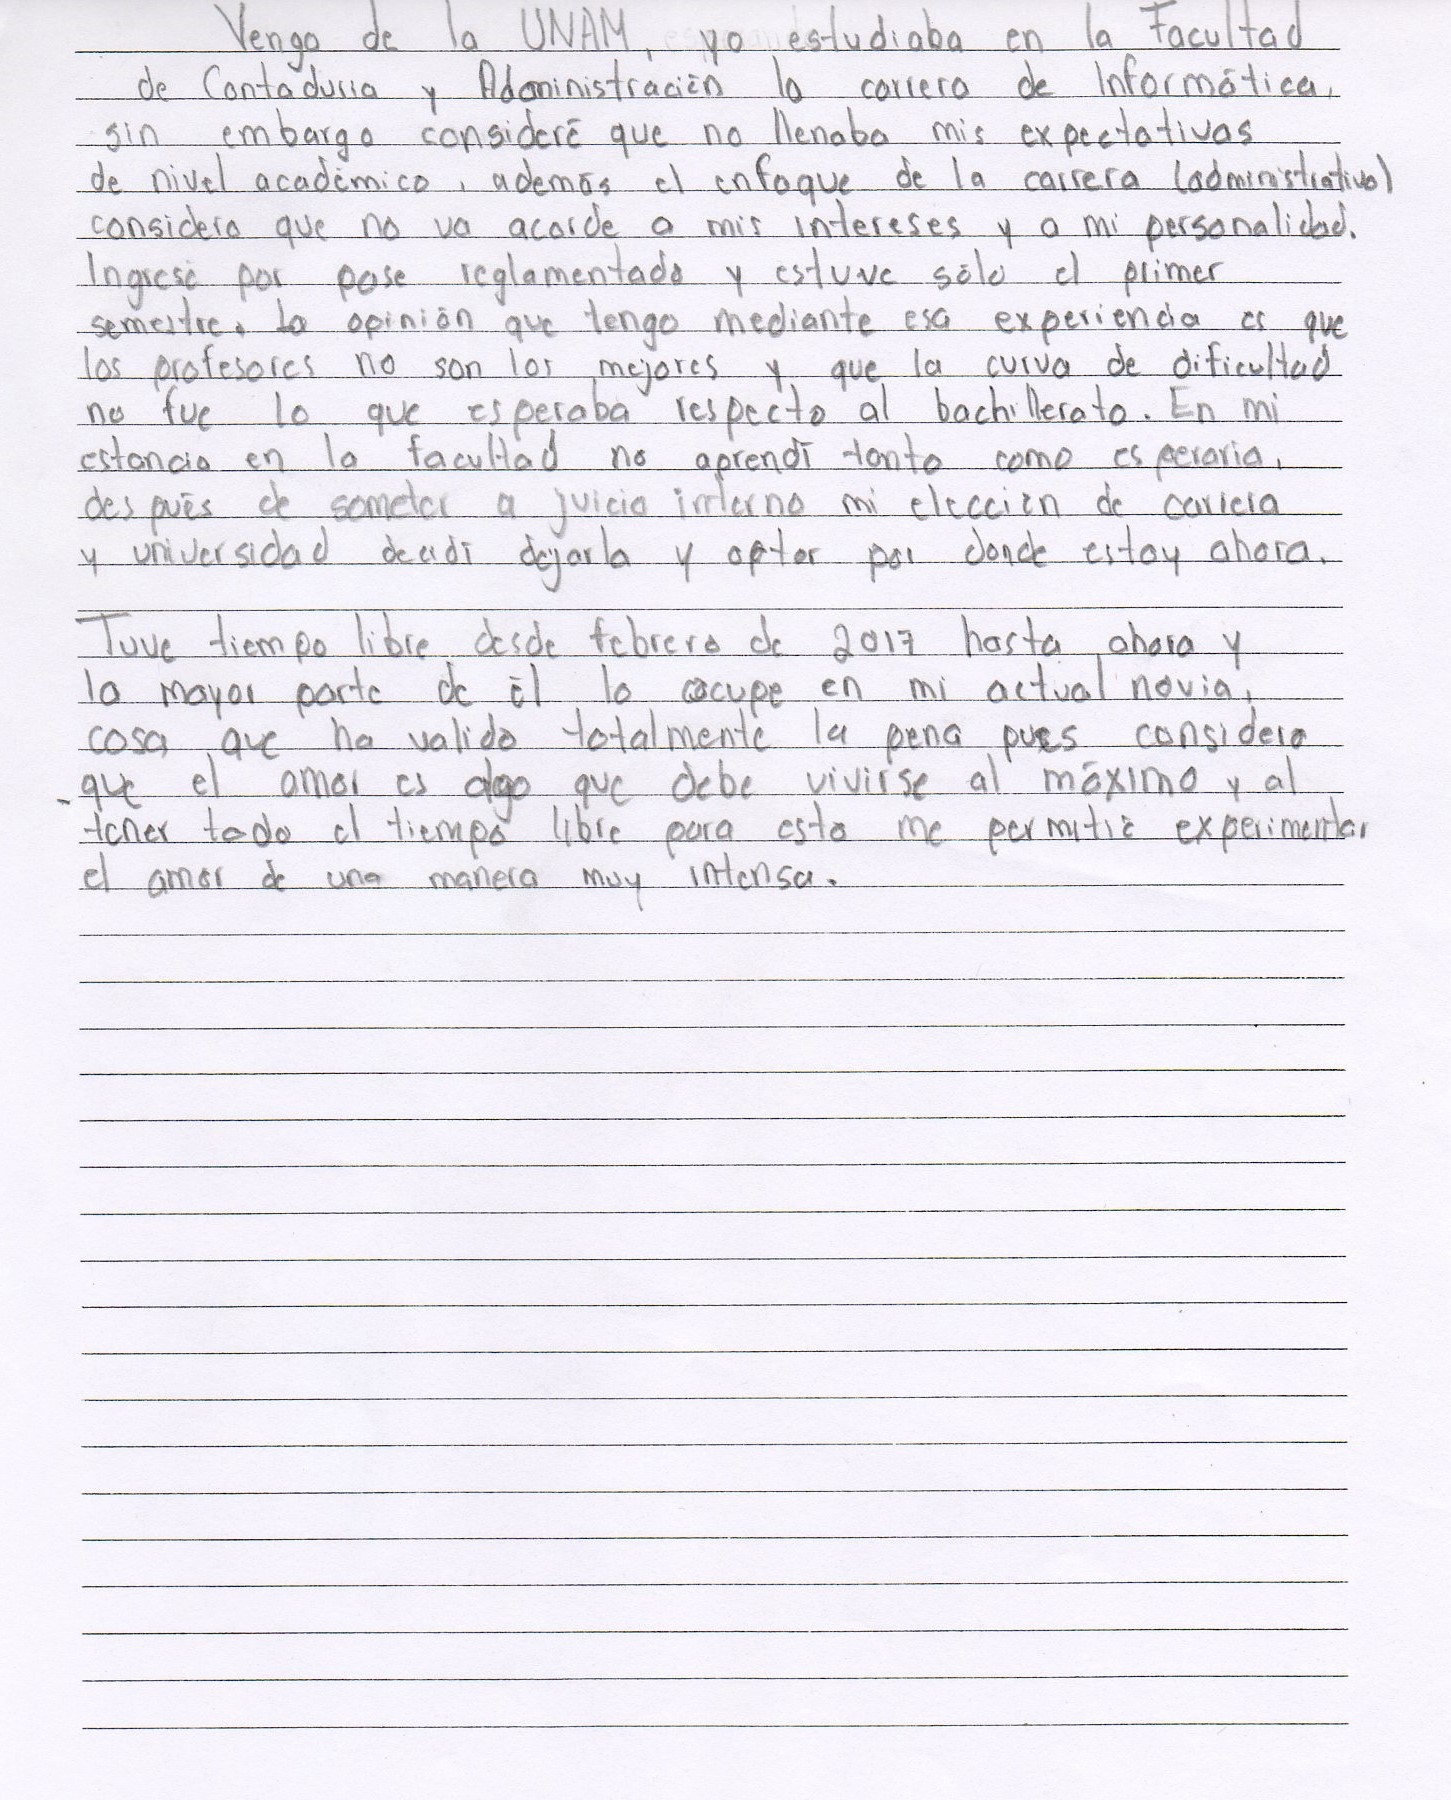 Vengo de la UNAM, yo estudiaba en la Facultad
de Contaduria y Administración la carrera de Informática,
sin embargo consideré que no llenaba mis expectativas
de nivel académico, además el enfoque de la carrera (administrativo)
considero que no va acorde a mis intereses y a mi personalidad.
Ingresé por pase reglamentado y estuve sólo el primer
semestre. La opinión que tengo mediante esa experiencia es que
los profesores no son los mejores y que la curva de dificultad
no fue lo que esperaba respecto al bachillerato. En mi
estancia en la facultad no aprendí tanto como esperaria,
después de someter a juicio interno mi elección de carrera
y universidad decidí dejarla y optar por donde estoy ahora.
Tuve tiempo libre desde febrero de 2017 hasta ahora y
la mayor parte de él lo ocupe en mi actual novia,
cosa que ha valido totalmente la pena pues considero
que el amor es algo que debe vivirse al máximo y al
tener todo el tiempo libre para esto me permitió experimentar
el amor de una manera muy intensa.